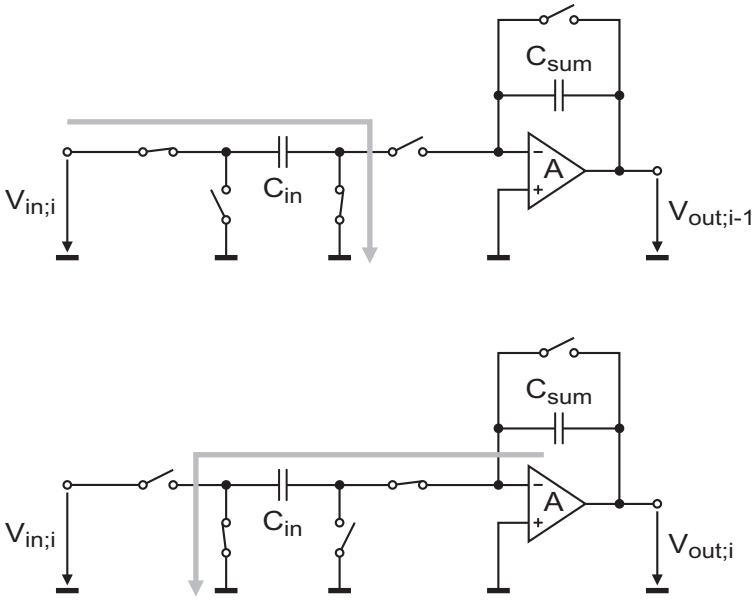 C_sum
A
−
+
C_in
V_in;i
V_out;i-1
C_sum
A
−
+
C_in
V_in;i
V_out;i